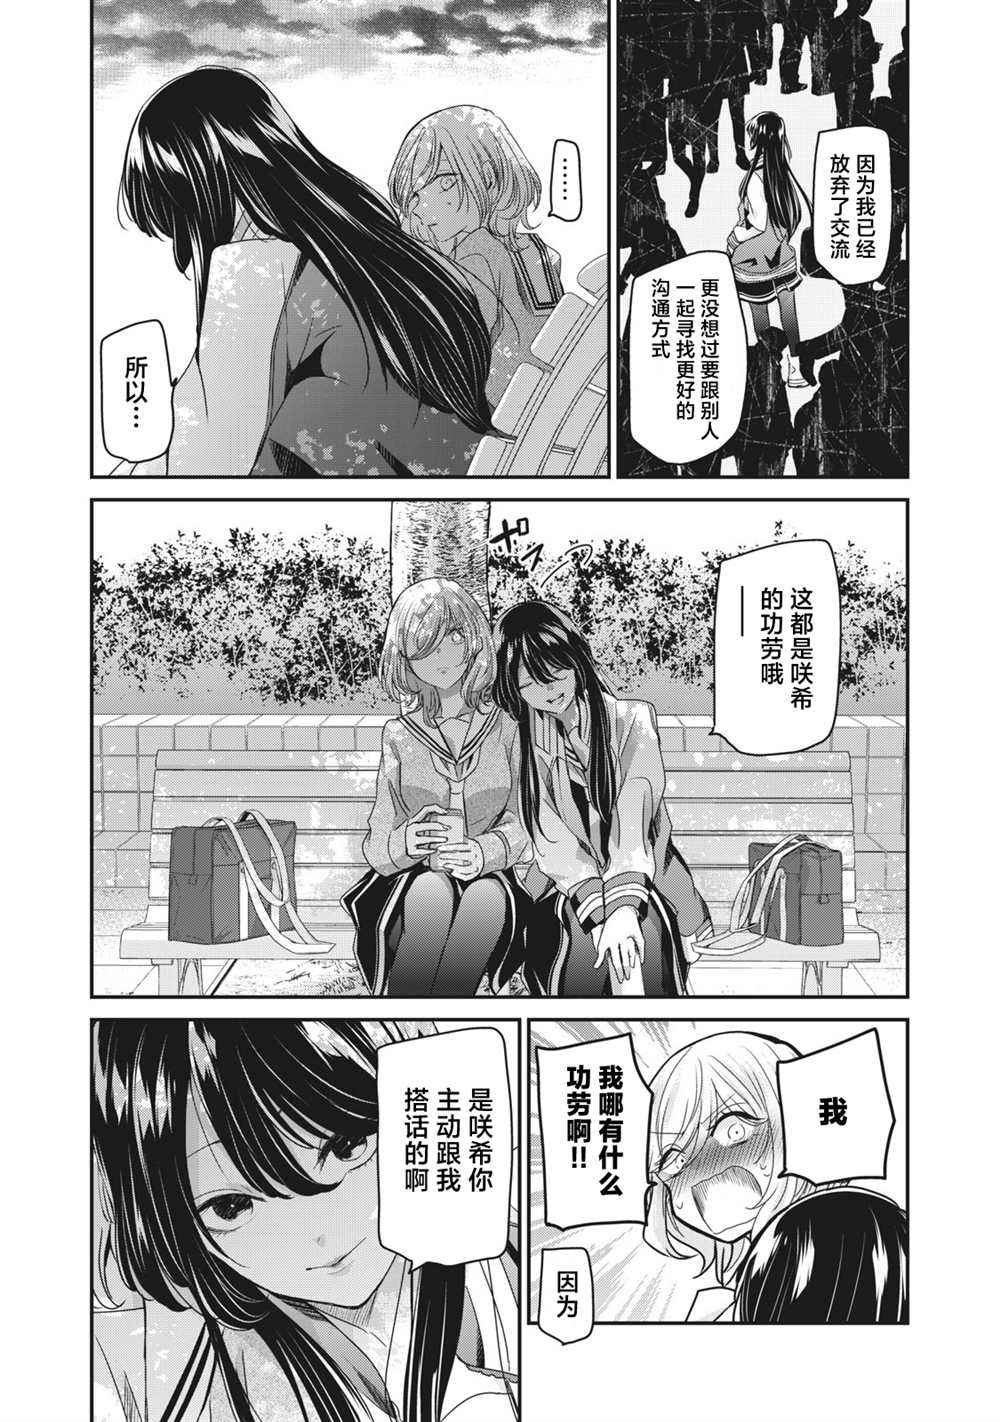 因为我已经
放弃了交流
更没想过要跟别人
一起寻找更好的
沟通方式
……
所以…
这都是咲希
的功劳哦
——
ポスッ
我
我哪有什么
功劳啊!!
因为
是咲希你
主动跟我
搭话的啊